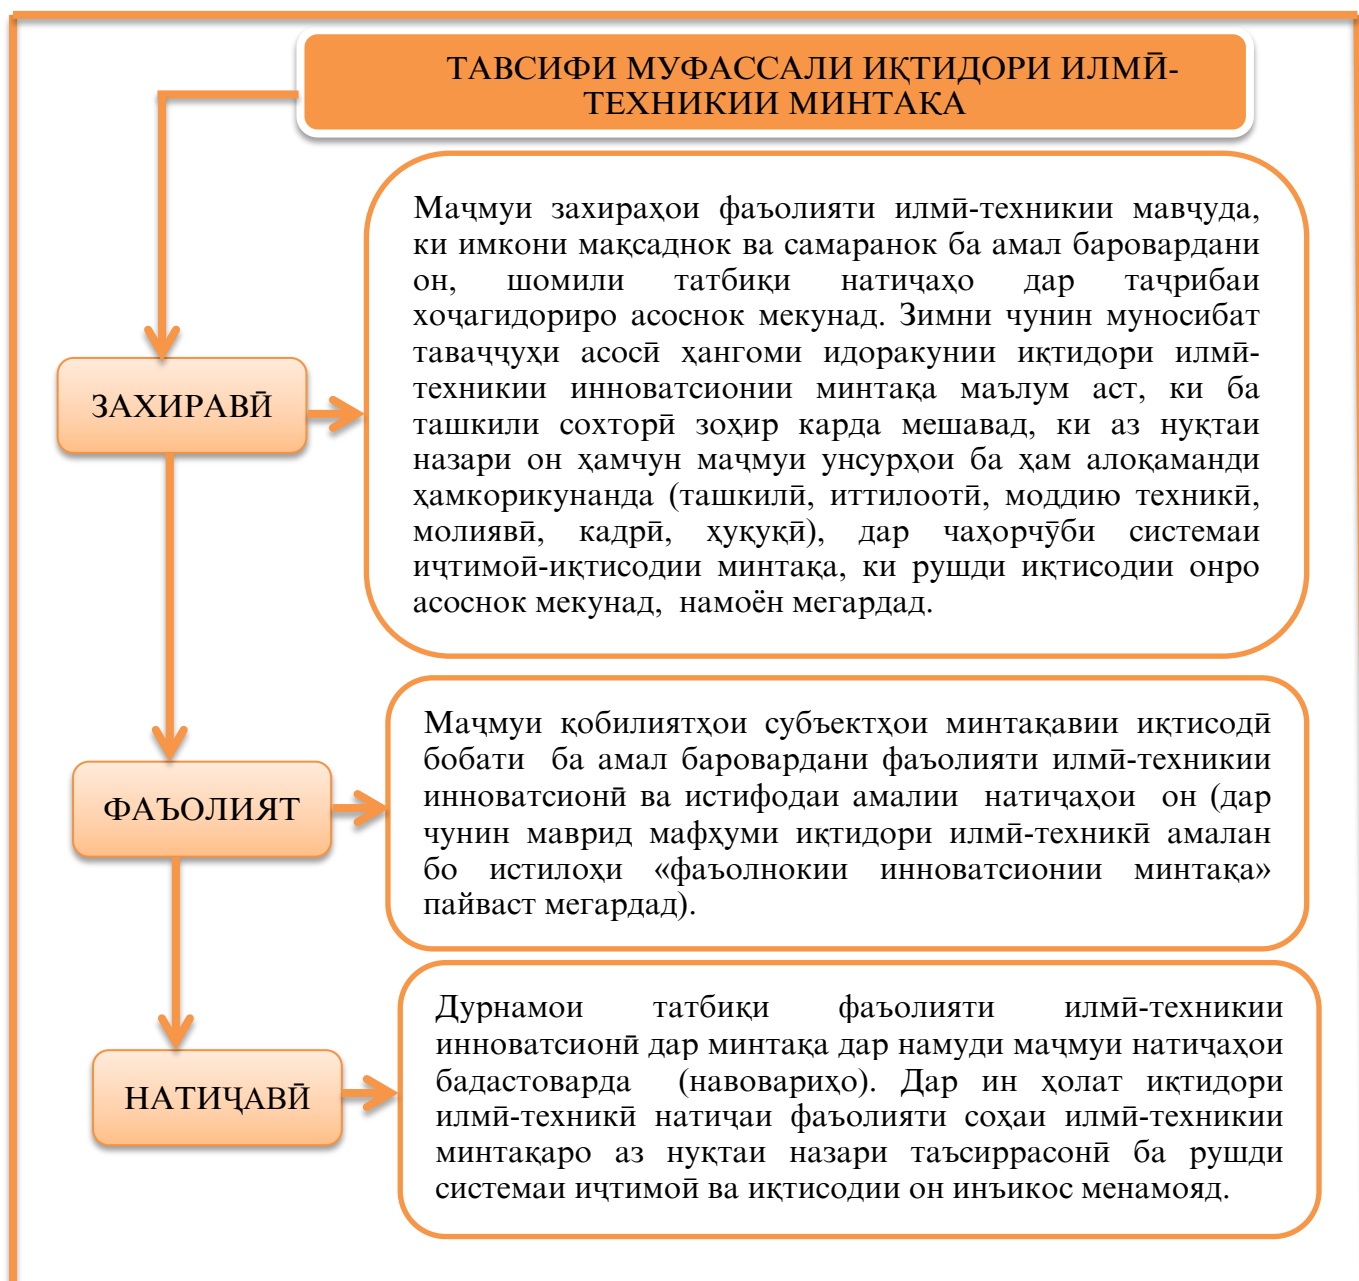 ТАВСИФИ МУФАССАЛИ ИҚТИДОРИ ИЛМӢ-
ТЕХНИКИИ МИНТАҚА
Маҷмуи захираҳои фаъолияти илмӣ-техникии мавҷуда,
ки имкони мақсаднок ва самаранок ба амал баровардани
он, шомили татбиқи натиҷаҳо дар таҷрибаи
хоҷагидориро асоснок мекунад. Зимни чунин муносибат
таваҷҷуҳи асосӣ ҳангоми идоракунии иқтидори илмӣ-
техникии инноватсионии минтақа маълум аст, ки ба
ташкили сохторӣ зоҳир карда мешавад, ки аз нуқтаи
назари он ҳамчун маҷмуи унсурҳои ба ҳам алоқаманди
ҳамкорикунанда (ташкилӣ, иттилоотӣ, моддию техникӣ,
молиявӣ, кадрӣ, ҳуқуқӣ), дар чаҳорчӯби системаи
иҷтимоӣ-иқтисодии минтақа, ки рушди иқтисодии онро
асоснок мекунад, намоён мегардад.
ЗАХИРАВӢ
Маҷмуи қобилиятҳои субъектҳои минтақавии иқтисодӣ
бобати ба амал баровардани фаъолияти илмӣ-техникии
инноватсионӣ ва истифодаи амалии натиҷаҳои он (дар
чунин маврид мафҳуми иқтидори илмӣ-техникӣ амалан
бо истилоҳи «фаъолнокии инноватсионии минтақа»
пайваст мегардад).
ФАЪОЛИЯТ
Дурнамои татбиқи фаъолияти илмӣ-техникии
инноватсионӣ дар минтақа дар намуди маҷмуи натиҷаҳои
бадастоварда (навовариҳо). Дар ин ҳолат иқтидори
илмӣ-техникӣ натиҷаи фаъолияти соҳаи илмӣ-техникии
минтақаро аз нуқтаи назари таъсиррасонӣ ба рушди
системаи иҷтимоӣ ва иқтисодии он инъикос менамояд.
НАТИҶАВӢ